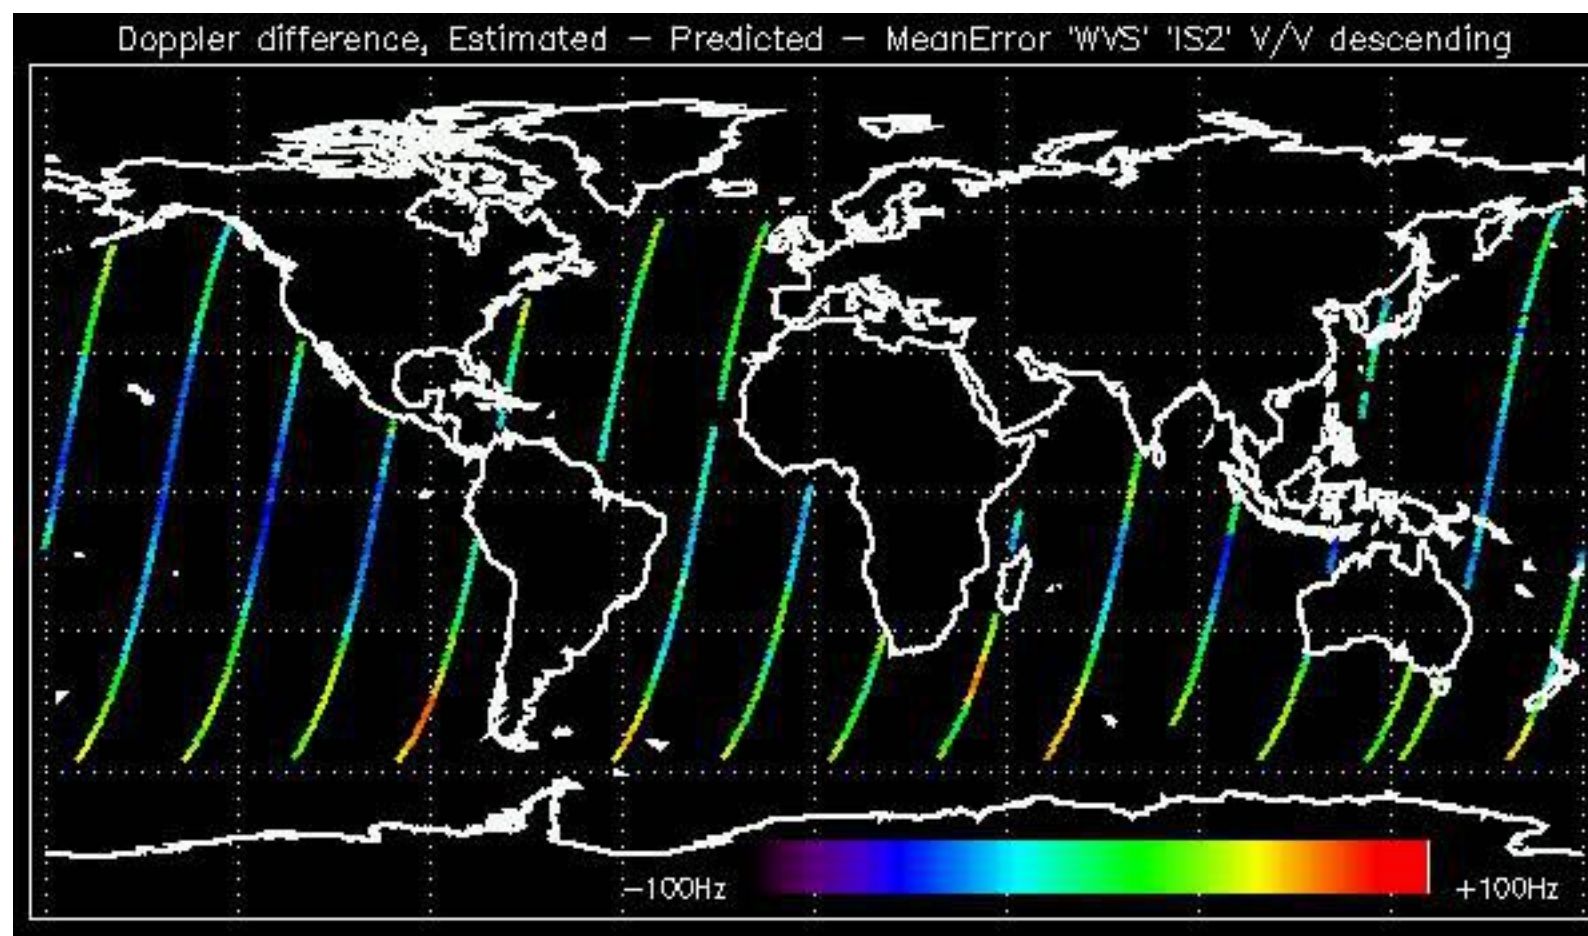 Doppler difference, Estimated – Predicted – MeanError 'WVS' 'IS2' V/V descending
–100Hz
+100Hz